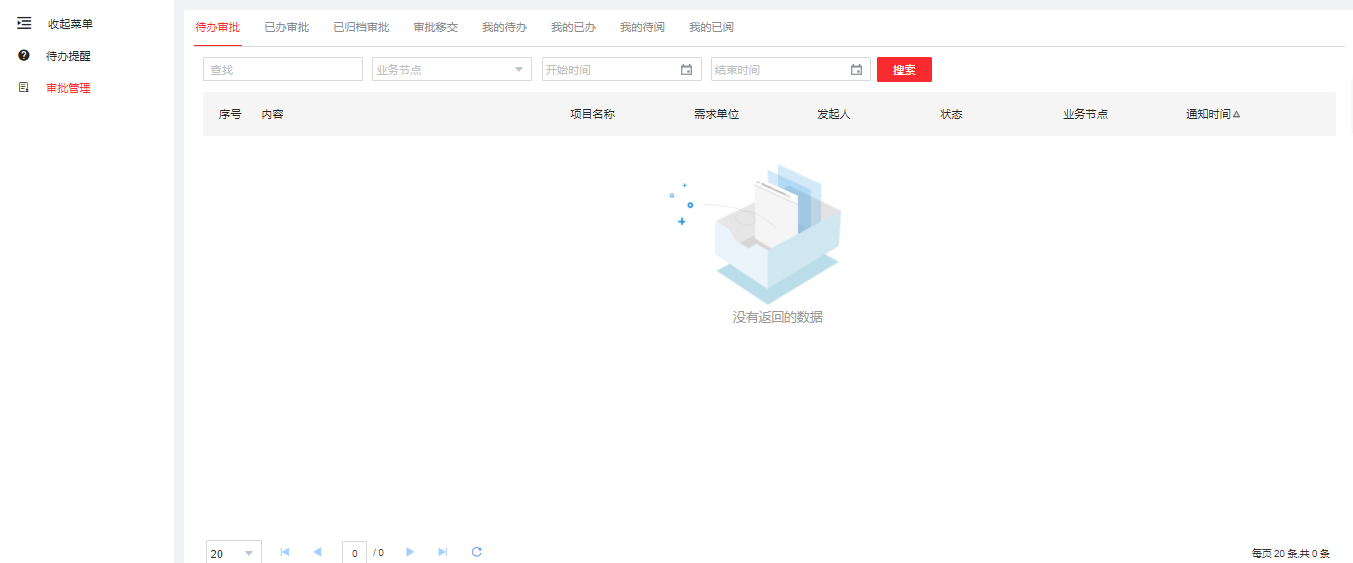 收起菜单
待办提醒
审批管理
待办审批 已办审批 已归档审批 审批移交 我的待办 我的已办 我的待阅 我的已阅
查找 业务节点 开始时间 结束时间 搜索
序号 内容 项目名称 需求单位 发起人 状态 业务节点 通知时间
没有返回的数据
20 0 / 0 每页 20 条,共 0 条